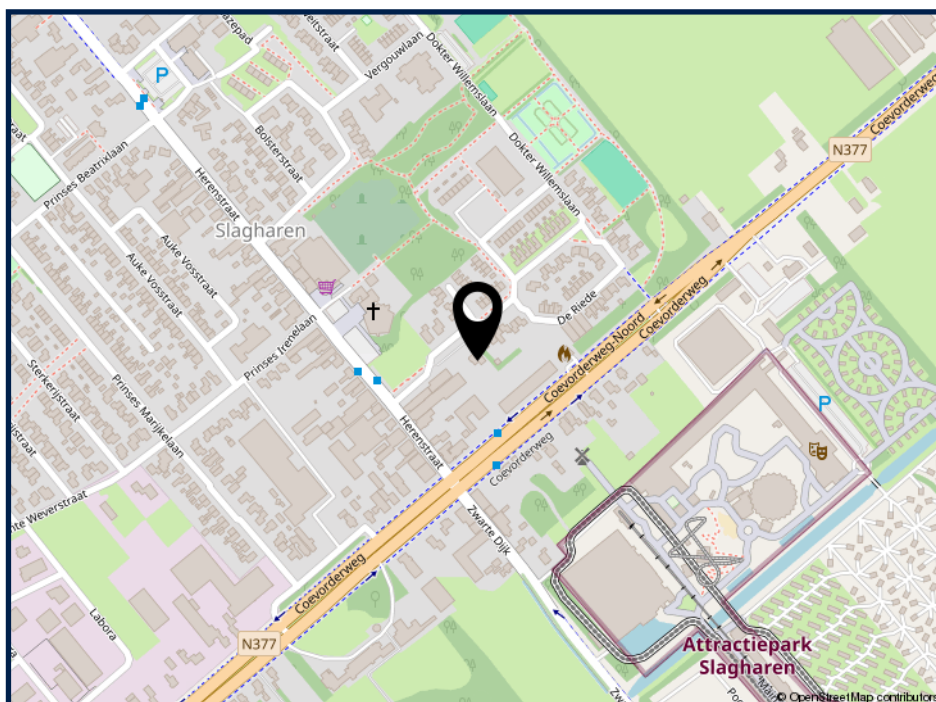 P
Vergouwlaan
Dokter Willemslaan
Dokter Willemslaan
Coevorderweg
N377
Bolsterstraat
Prinses Beatrixlaan
Herenstraat
Slagharen
Auke Vosstraat
Auke Vosstraat
De Riede
Coevorderweg-Noord
Coevorderweg
Prinses Irenelaan
Sterkerijstraat
Prinses Marijkelaan
P
Herenstraat
Coevorderweg
Weverstraat
Zwarte Dijk
Coevorderweg
Labora
N377
Attractiepark
Slagharen
© OpenStreetMap contributors